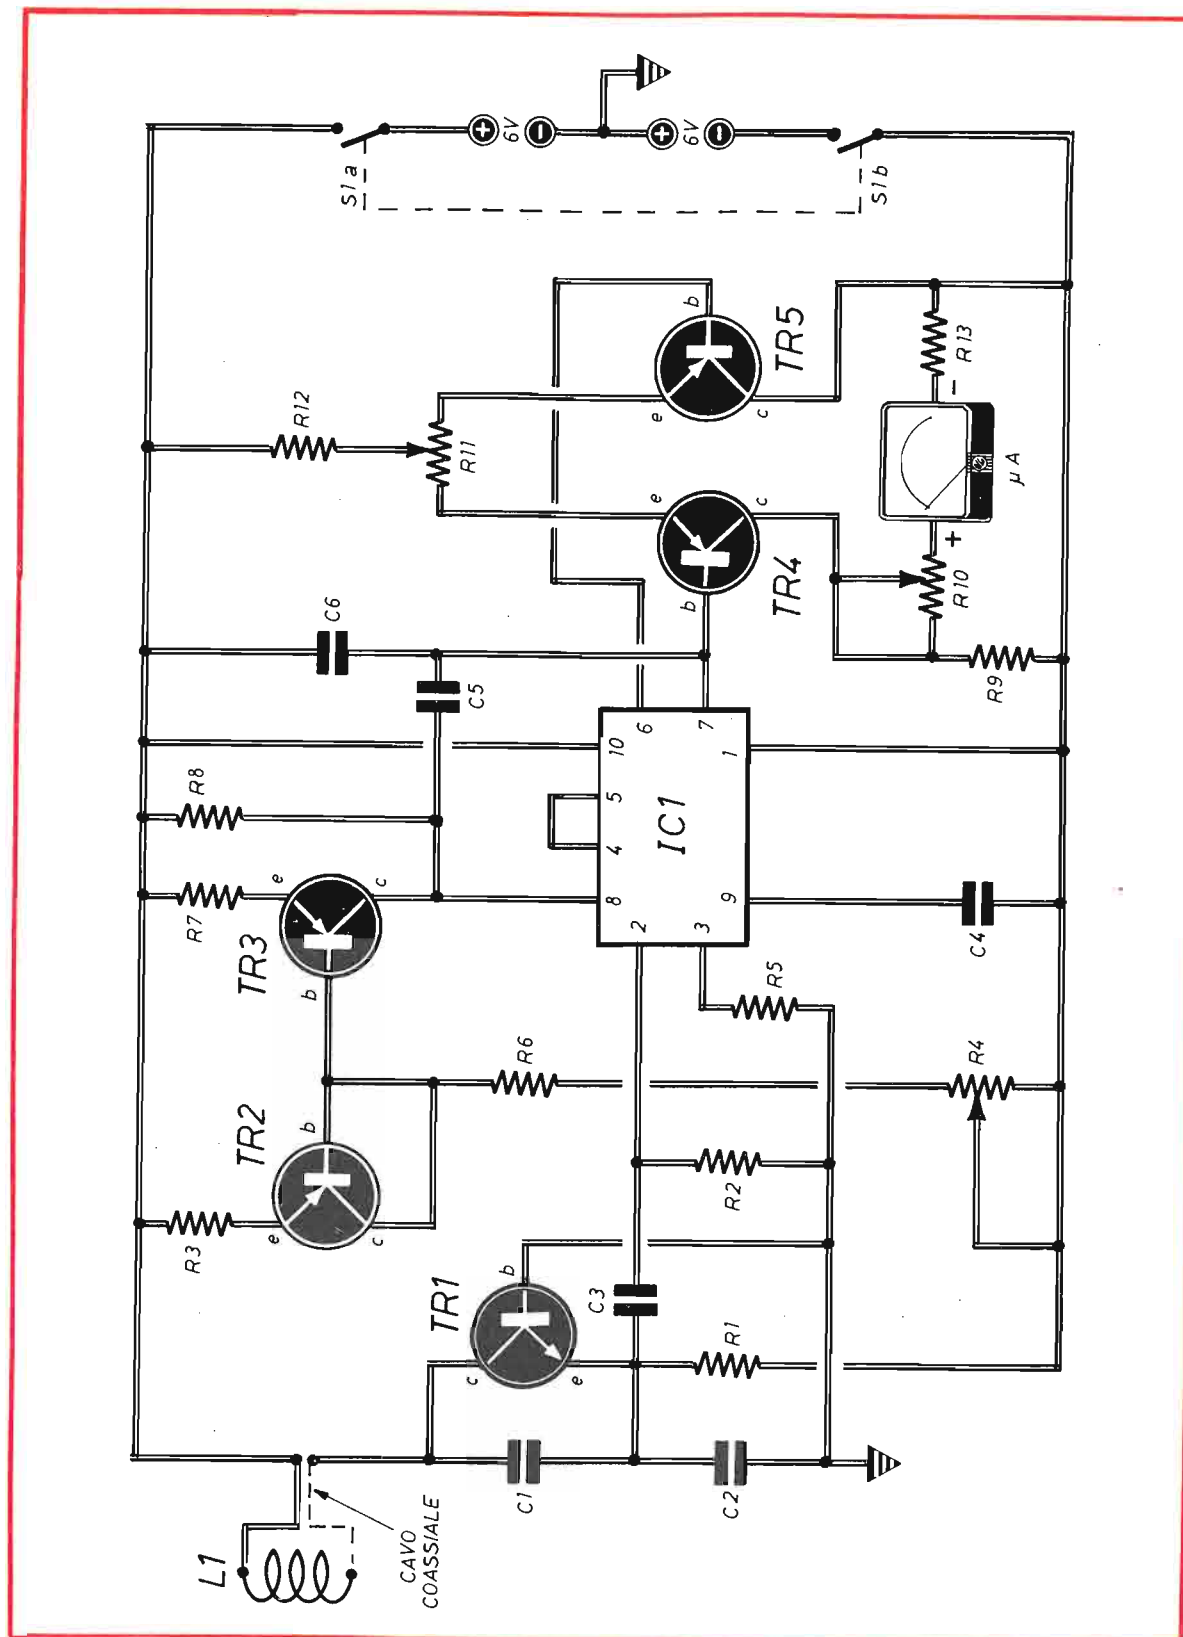 L1
CAVO
COASSIALE
C1
C2
TR1
c
b
e
R1
C3
R2
R3
TR2
e
b
c
TR3
b
e
c
R7
R8
R6
R5
R4
C4
IC1
2
3
8
4
5
10
9
1
6
7
C5
C6
R12
R11
TR4
e
b
c
TR5
e
b
c
R9
R10
+
µA
-
R13
S1a
+
6V
-
+
6V
-
S1b